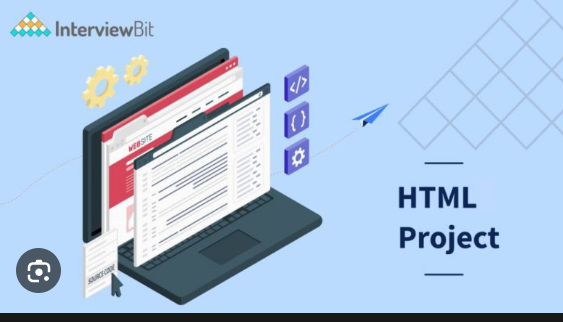 InterviewBit
WEBSITE
</>
{ }
SOURCE CODE
HTML
Project